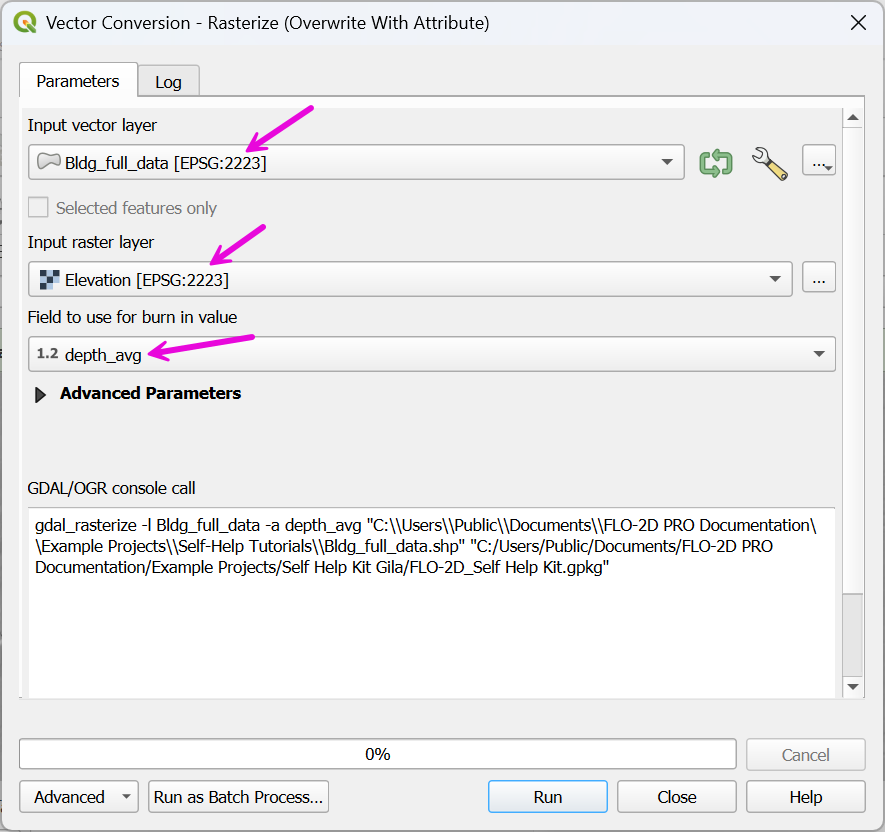 Vector Conversion - Rasterize (Overwrite With Attribute)
Parameters
Log
Input vector layer
Bldg_full_data [EPSG:2223]
...
Selected features only
Input raster layer
Elevation [EPSG:2223]
...
Field to use for burn in value
1.2 depth_avg
Advanced Parameters
GDAL/OGR console call
gdal_rasterize -l Bldg_full_data -a depth_avg "C:\\Users\\Public\\Documents\\FLO-2D PRO Documentation\
\Example Projects\\Self-Help Tutorials\\Bldg_full_data.shp" "C:/Users/Public/Documents/FLO-2D PRO
Documentation/Example Projects/Self Help Kit Gila/FLO-2D_Self Help Kit.gpkg"
0%
Cancel
Advanced
Run as Batch Process...
Run
Close
Help